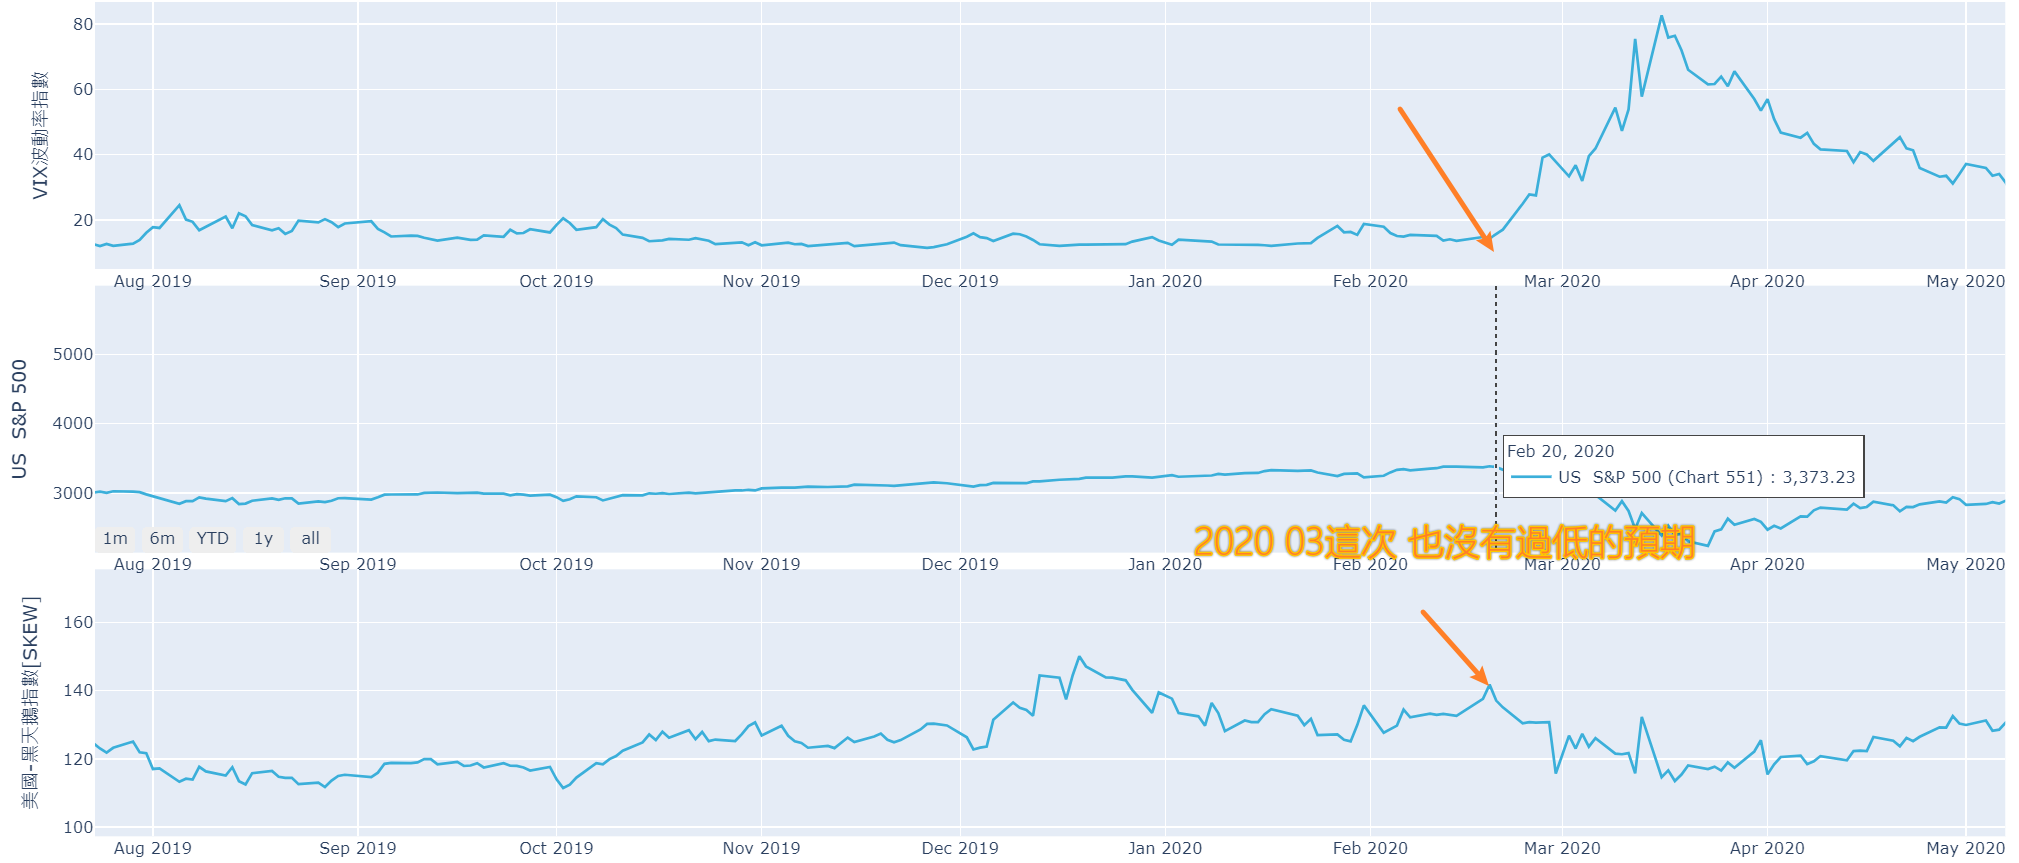 VIX波動率指數
80
60
40
20
Aug 2019
Sep 2019
Oct 2019
Nov 2019
Dec 2019
Jan 2020
Feb 2020
Mar 2020
Apr 2020
May 2020
US S&P 500
5000
4000
3000
Feb 20, 2020
US S&P 500 (Chart 551) : 3,373.23
1m
6m
YTD
1y
all
2020 03這次 也沒有過低的預期
Aug 2019
Sep 2019
Oct 2019
Nov 2019
Dec 2019
Jan 2020
Feb 2020
Mar 2020
Apr 2020
May 2020
美國-黑天鵝指數[SKEW]
160
140
120
100
Aug 2019
Sep 2019
Oct 2019
Nov 2019
Dec 2019
Jan 2020
Feb 2020
Mar 2020
Apr 2020
May 2020